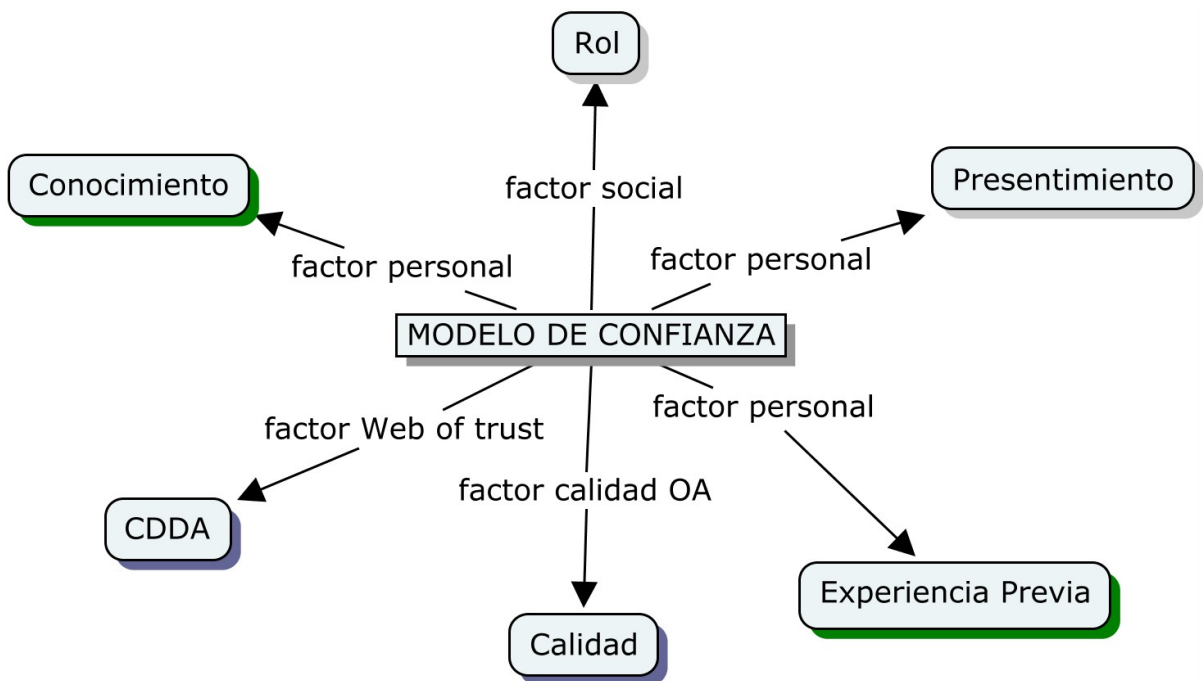 Rol
Conocimiento
Presentimiento
factor social
factor personal
factor personal
MODELO DE CONFIANZA
factor personal
factor Web of trust
factor calidad OA
CDDA
Experiencia Previa
Calidad